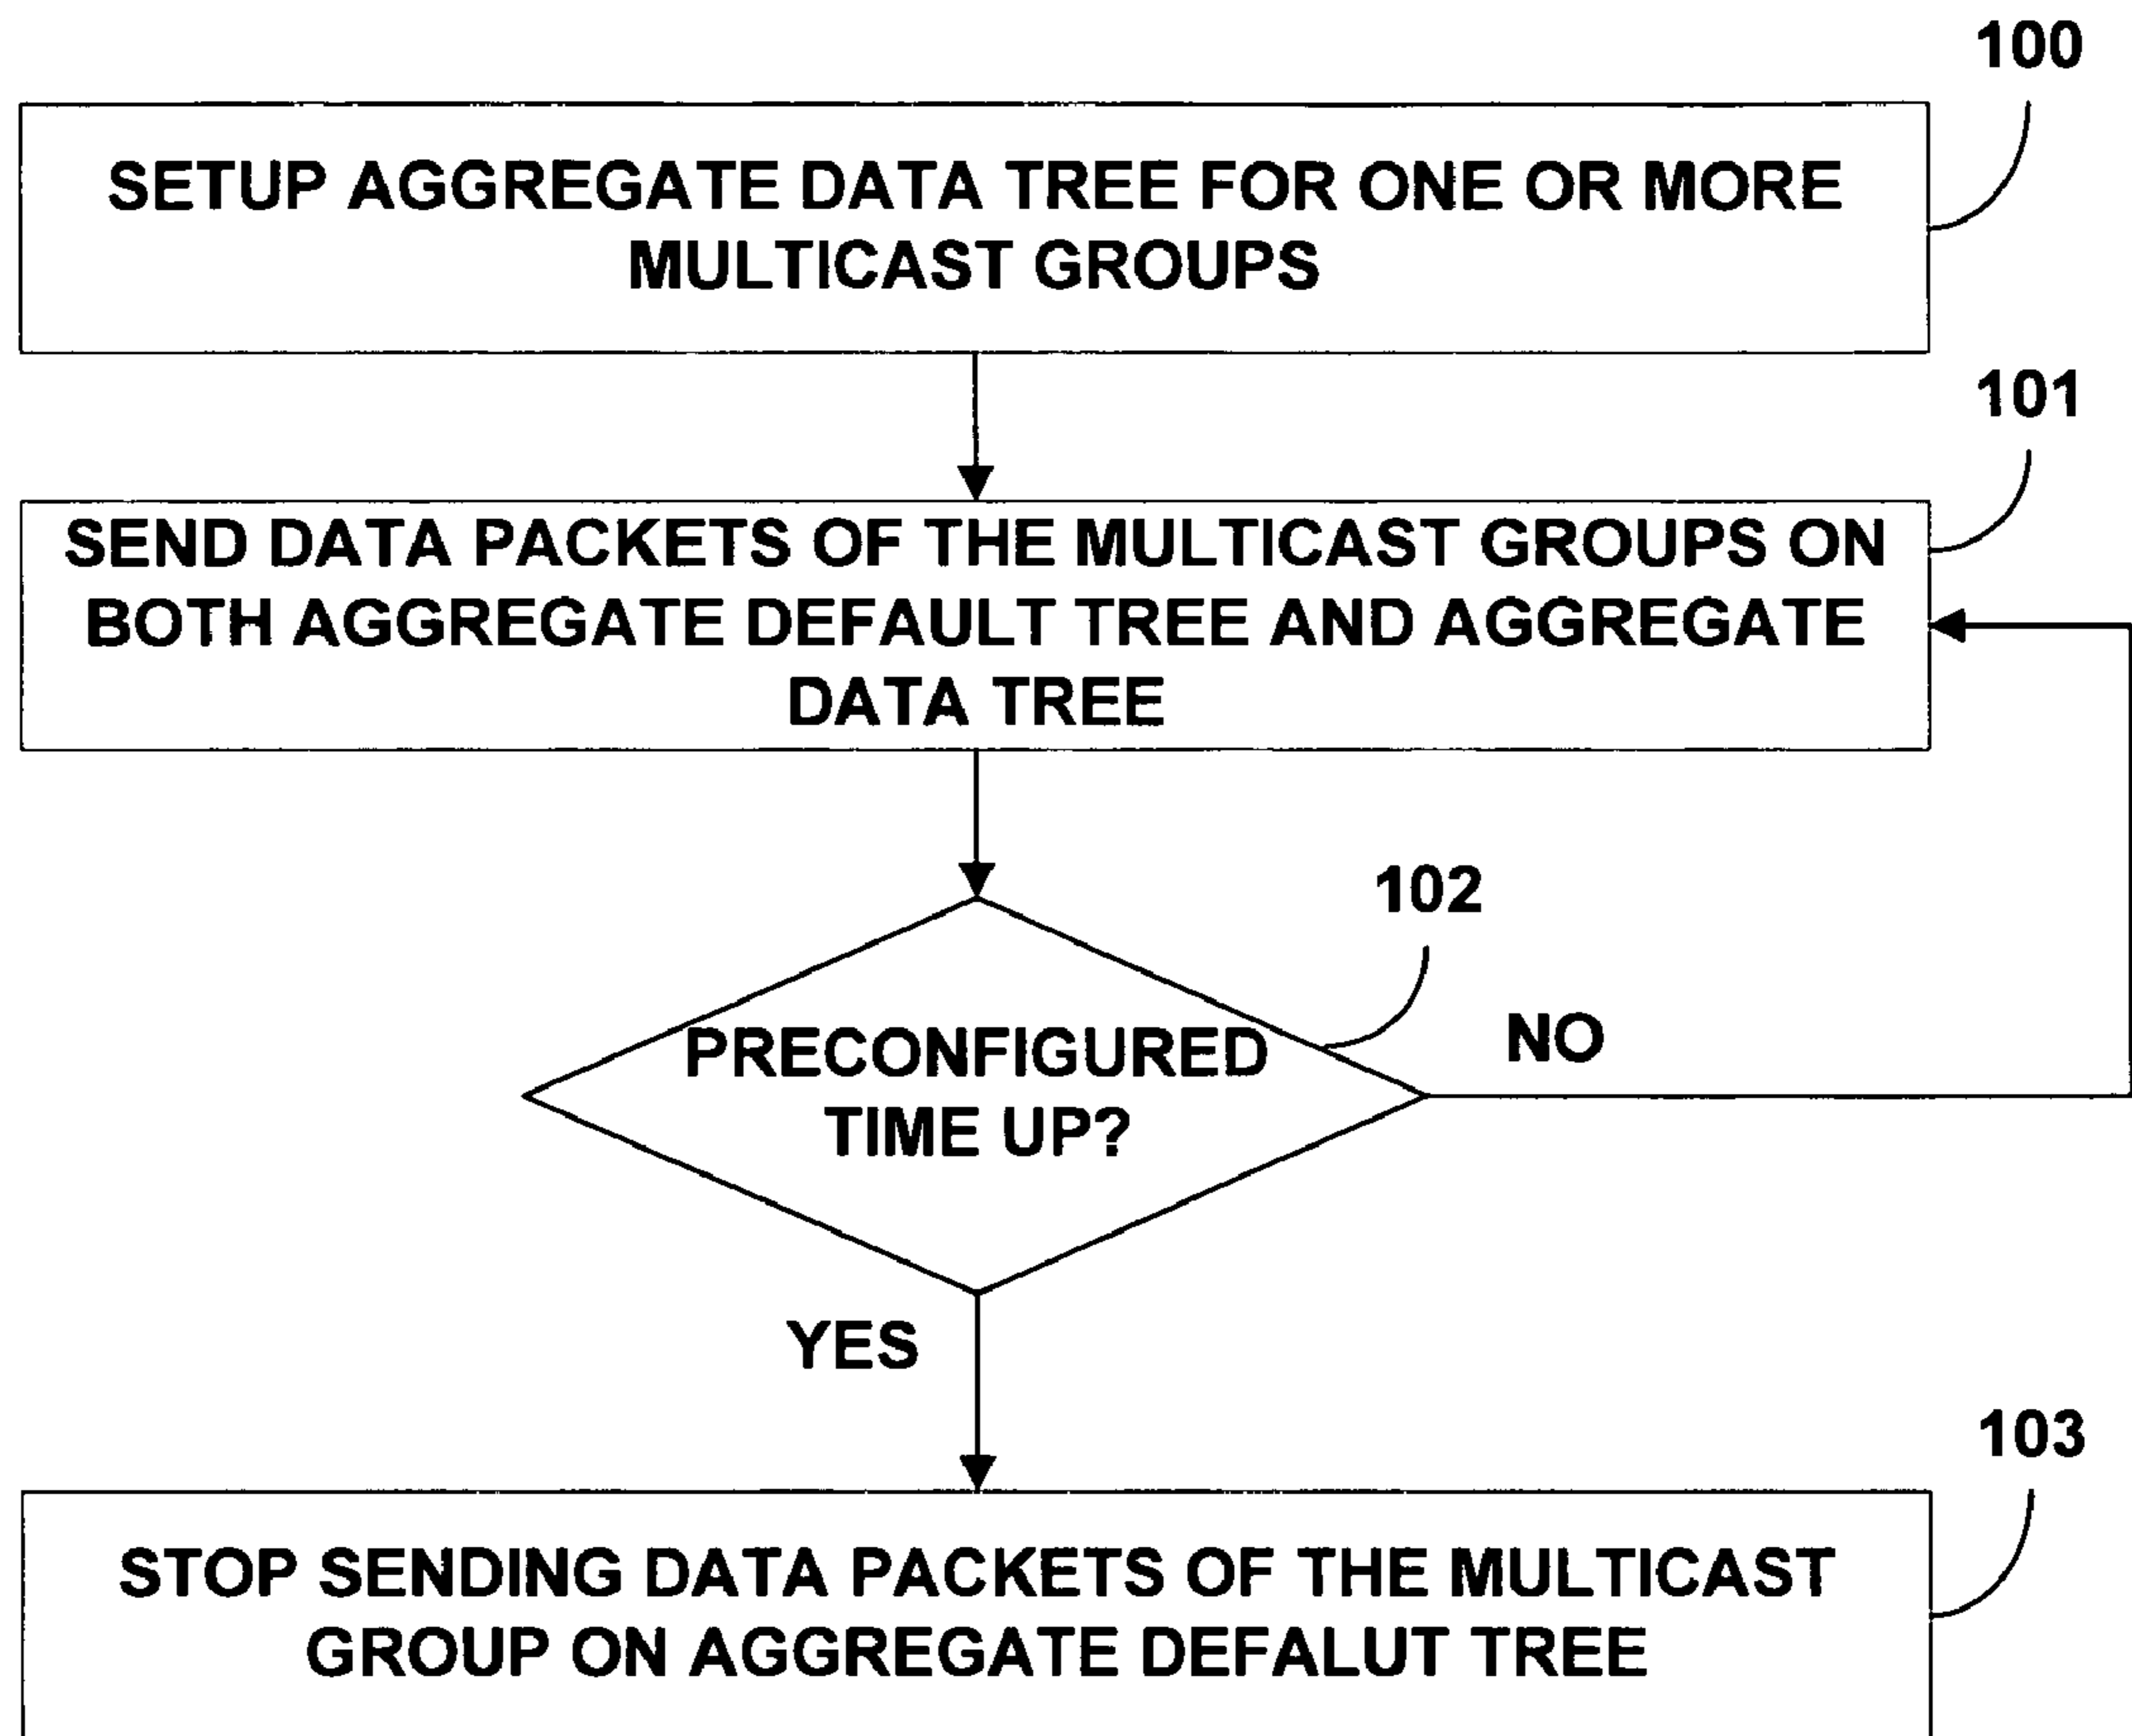 100
SETUP AGGREGATE DATA TREE FOR ONE OR MORE
MULTICAST GROUPS
101
SEND DATA PACKETS OF THE MULTICAST GROUPS ON
BOTH AGGREGATE DEFAULT TREE AND AGGREGATE
DATA TREE
102
PRECONFIGURED
TIME UP?
NO
YES
103
STOP SENDING DATA PACKETS OF THE MULTICAST
GROUP ON AGGREGATE DEFALUT TREE